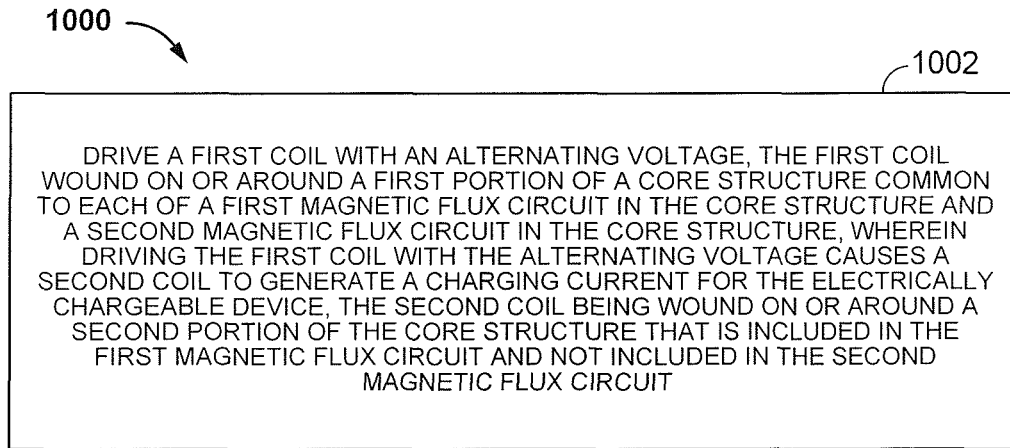 1000
1002
DRIVE A FIRST COIL WITH AN ALTERNATING VOLTAGE, THE FIRST COIL
WOUND ON OR AROUND A FIRST PORTION OF A CORE STRUCTURE COMMON
TO EACH OF A FIRST MAGNETIC FLUX CIRCUIT IN THE CORE STRUCTURE AND
A SECOND MAGNETIC FLUX CIRCUIT IN THE CORE STRUCTURE, WHEREIN
DRIVING THE FIRST COIL WITH THE ALTERNATING VOLTAGE CAUSES A
SECOND COIL TO GENERATE A CHARGING CURRENT FOR THE ELECTRICALLY
CHARGEABLE DEVICE, THE SECOND COIL BEING WOUND ON OR AROUND A
SECOND PORTION OF THE CORE STRUCTURE THAT IS INCLUDED IN THE
FIRST MAGNETIC FLUX CIRCUIT AND NOT INCLUDED IN THE SECOND
MAGNETIC FLUX CIRCUIT